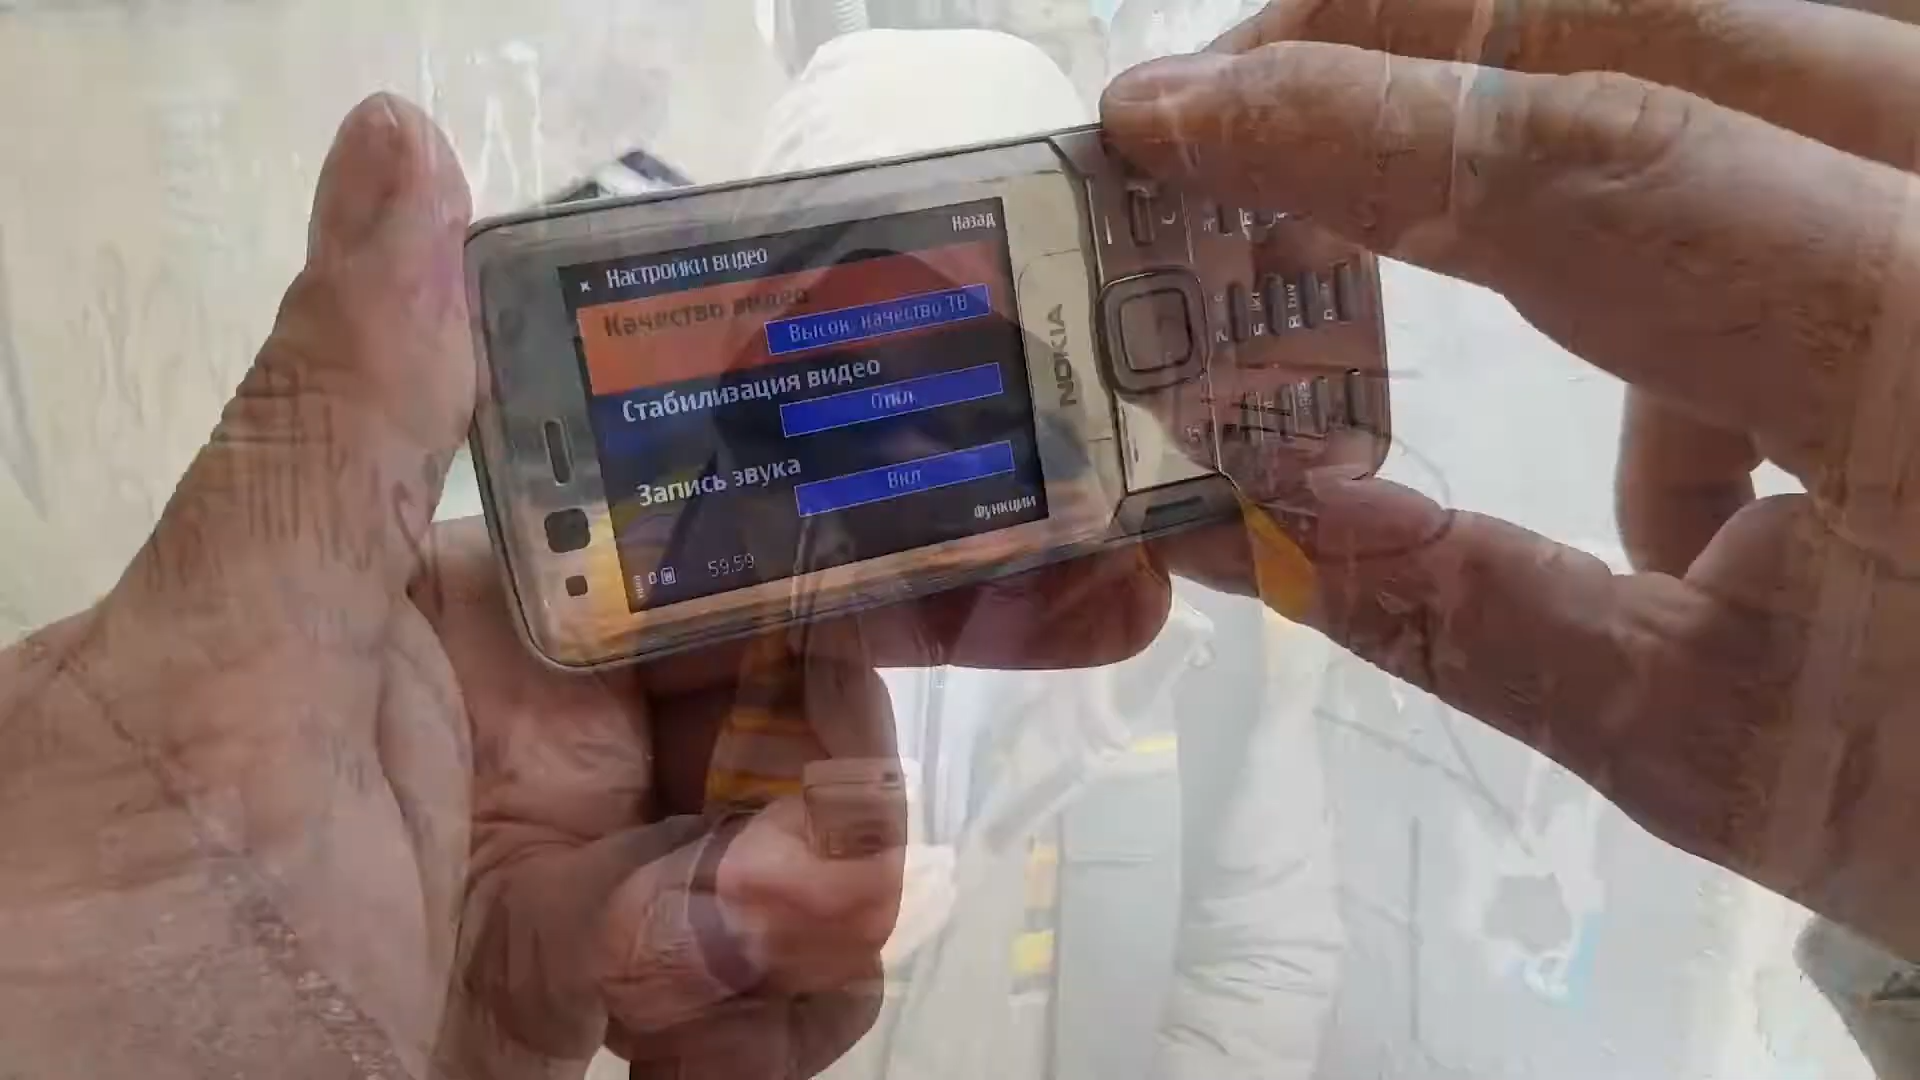 Назад
Настройки видео
Качество видео
Высок. качество ТВ
Стабилизация видео
Откл.
Запись звука
Вкл
Функции
59:59
NOKIA